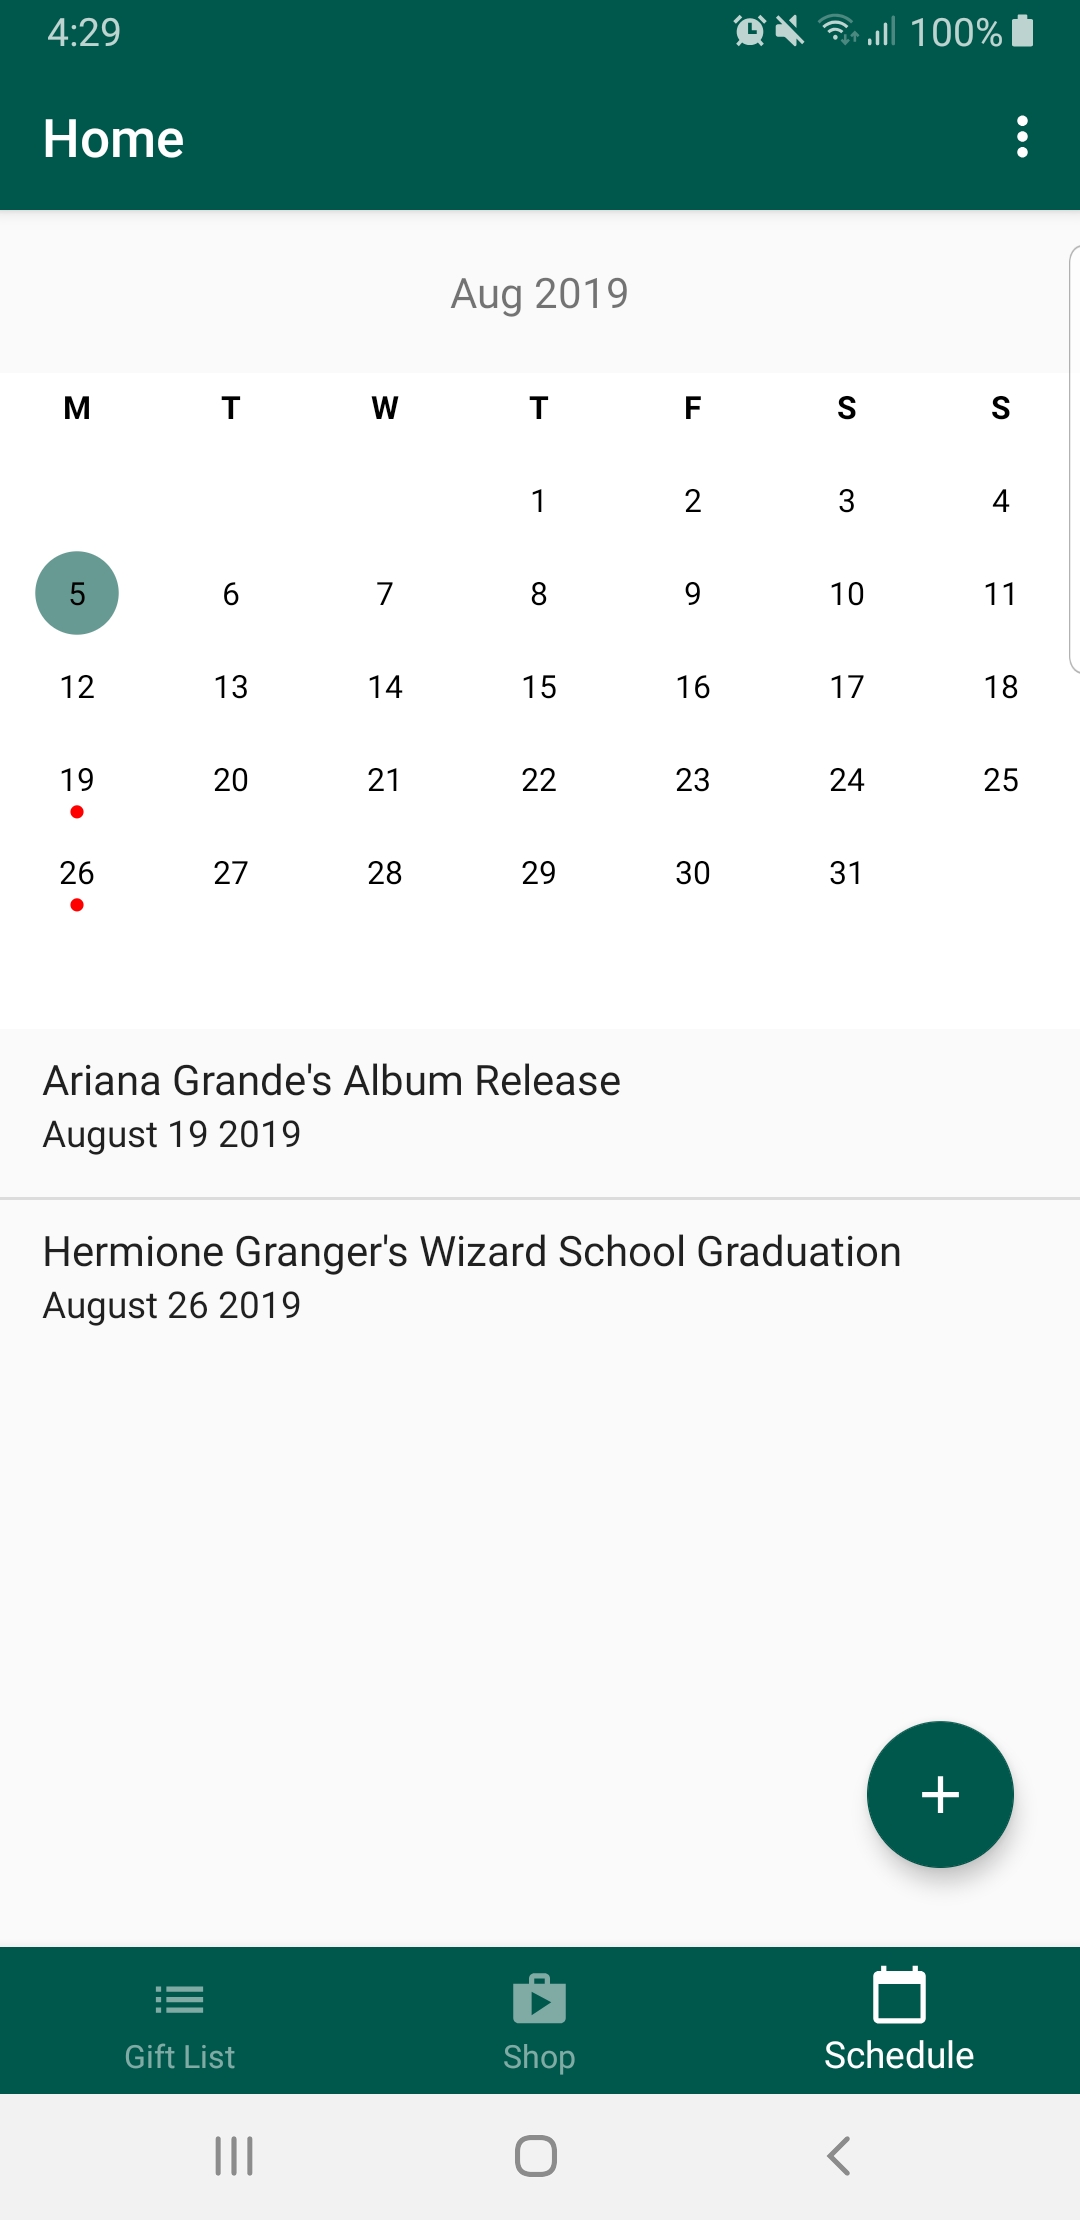 4:29 100%
Home
Aug 2019
M T W T F S S
1 2 3 4
5 6 7 8 9 10 11
12 13 14 15 16 17 18
19 20 21 22 23 24 25
26 27 28 29 30 31
Ariana Grande's Album Release
August 19 2019
Hermione Granger's Wizard School Graduation
August 26 2019
+
Gift List Shop Schedule